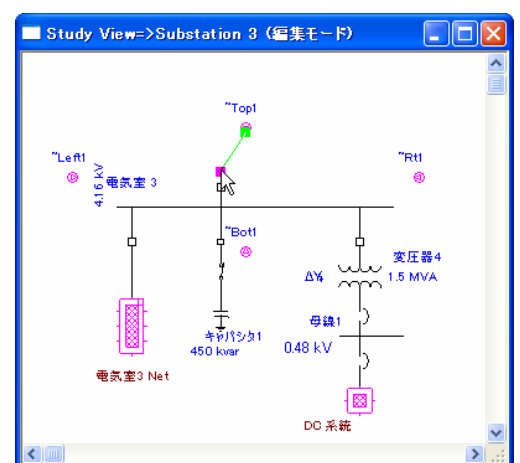 Study View=>Substation 3 (編集モード)
~Top1
~Left1
~Rt1
4.16 kV
電気室 3
~Bot1
変圧器4
1.5 MVA
母線1
キャパシタ1
450 kvar
0.48 kV
電気室3 Net
DC 系統